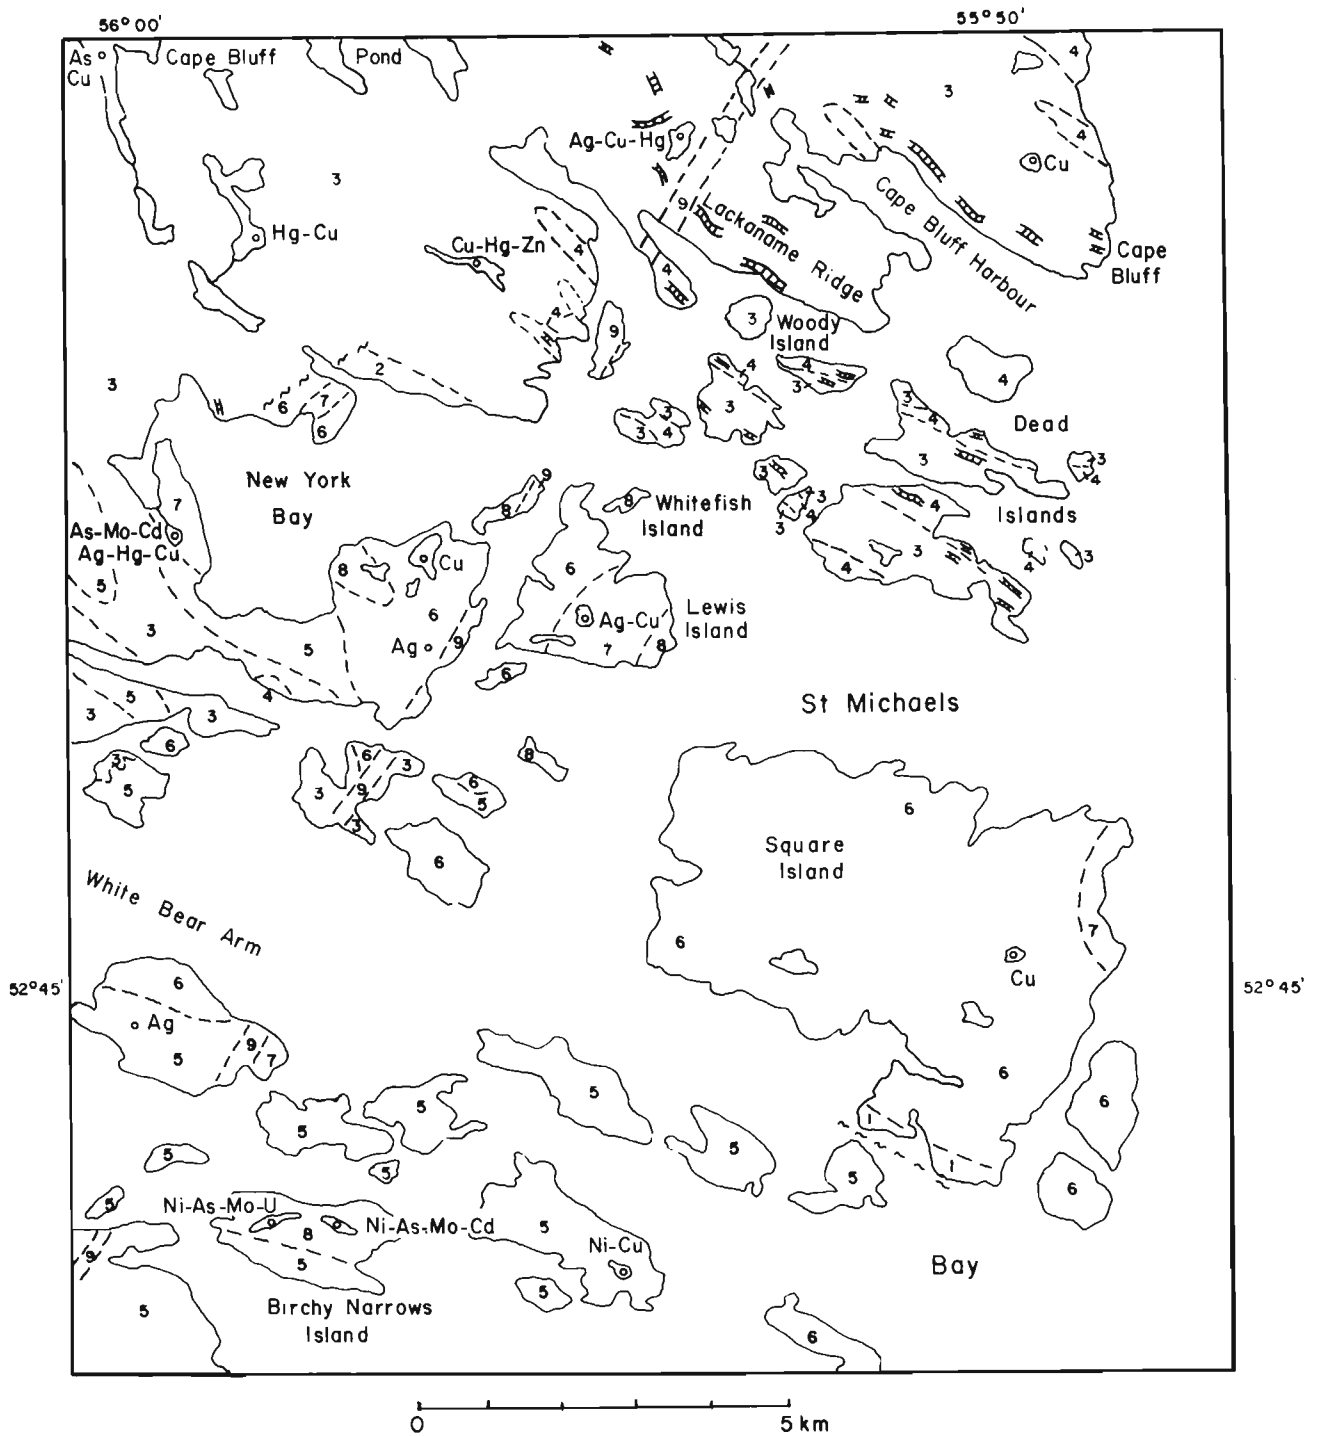 56° 00'
55° 50'
As
Cu
Cape Bluff
Pond
4
3
Ag-Cu-Hg
4
Cu
3
Hg-Cu
Cu-Hg-Zn
4
9
Lackaname Ridge
Cape Bluff Harbour
Cape
Bluff
4
4
9
3
Woody
Island
3
2
4
3
4
4
6
7
6
3
3
4
3
3
4
Dead
3
New York
Bay
7
9
8
8
Whitefish
Island
3
3
4
3
3
4
4
Islands
As-Mo-Cd
Ag-Hg-Cu
5
8
Cu
6
3
4
4
3
3
5
6
Ag
9
Ag-Cu
7
8
Lewis
Island
5
3
3
4
6
St Michaels
6
3
5
3
6
9
3
3
8
6
5
6
6
Square
Island
White Bear Arm
6
7
52° 45'
52° 45'
6
Cu
Ag
5
9
7
6
5
5
5
6
5
1
1
5
5
5
6
5
Ni-As-Mo-U
8
Ni-As-Mo-Cd
5
9
5
Ni-Cu
5
Bay
5
Birchy Narrows
Island
6
0
5 km